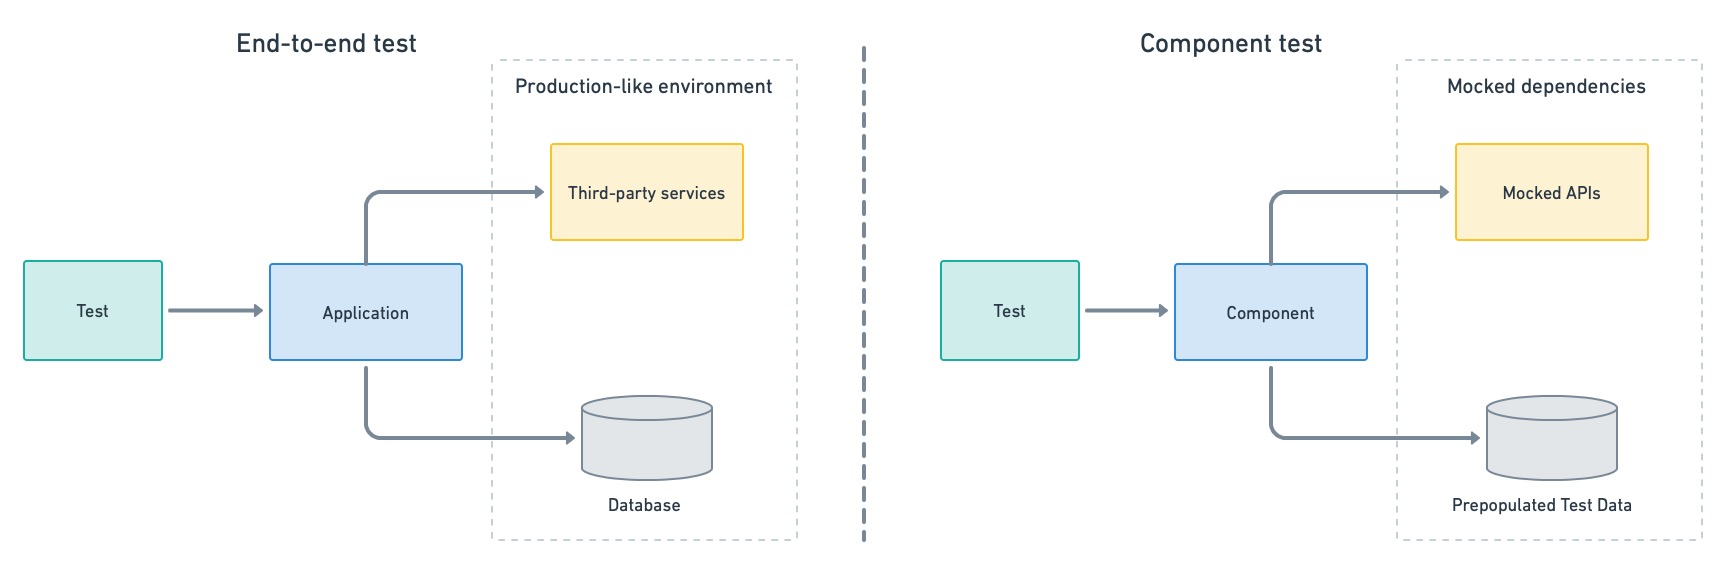 End-to-end test
Production-like environment
Third-party services
Test
Application
Database
Component test
Mocked dependencies
Mocked APIs
Test
Component
Prepopulated Test Data